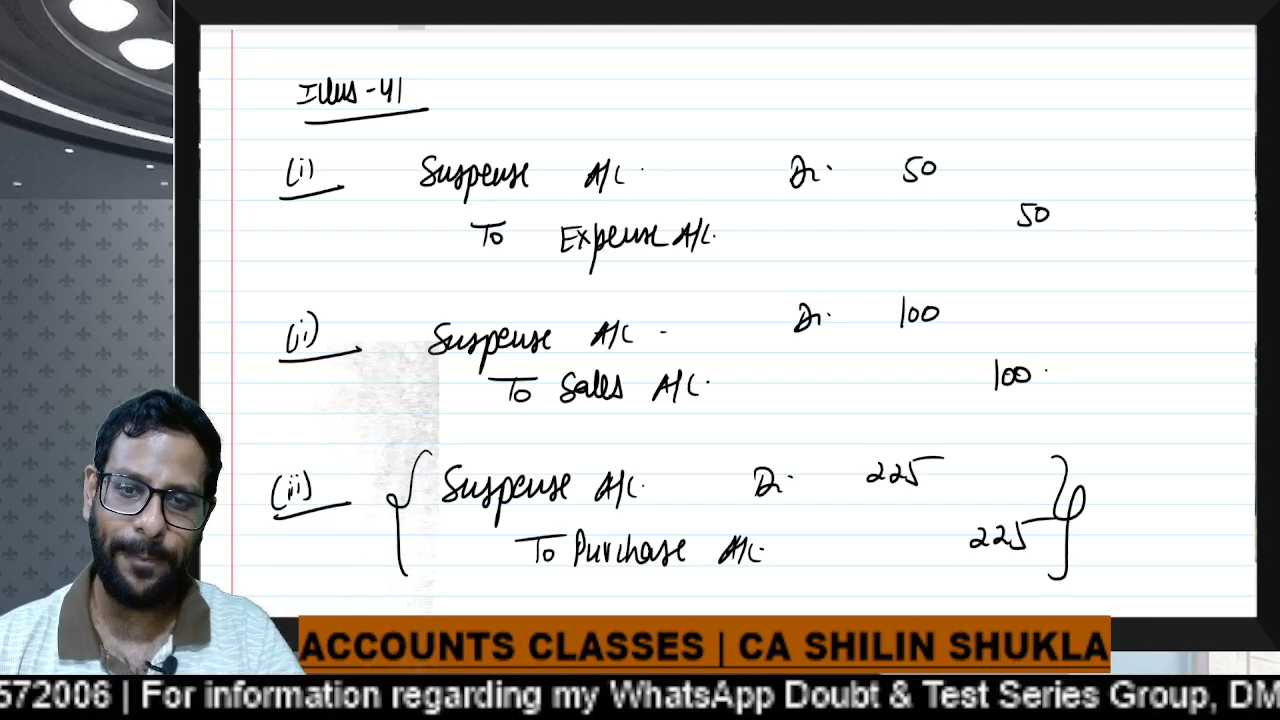 Illus - 41
(i) Suspense A/c. Dr. 50
To Expense A/c. 50
(ii) Suspense A/c - Dr. 100
To Sales A/c. 100.
(iii) Suspense A/c. Dr. 225
To Purchase A/c. 225
ACCOUNTS CLASSES | CA SHILIN SHUKLA
572006 | For information regarding my WhatsApp Doubt & Test Series Group, DM